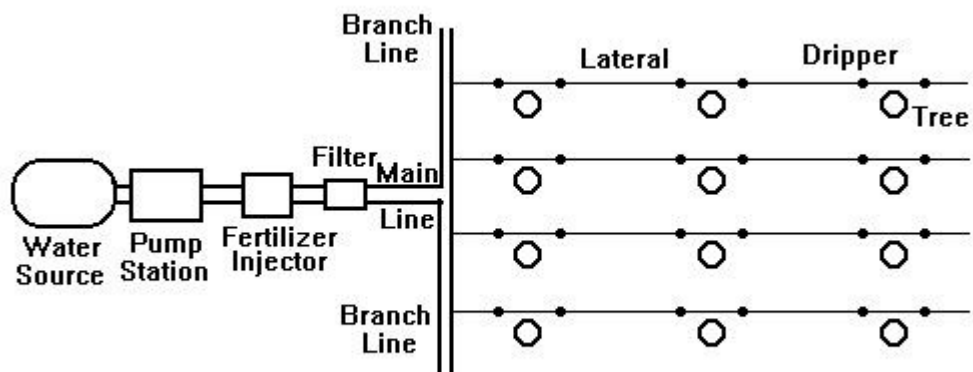 Branch
Line
Lateral
Dripper
Tree
Filter
Main
Line
Water
Source
Pump
Station
Fertilizer
Injector
Branch
Line